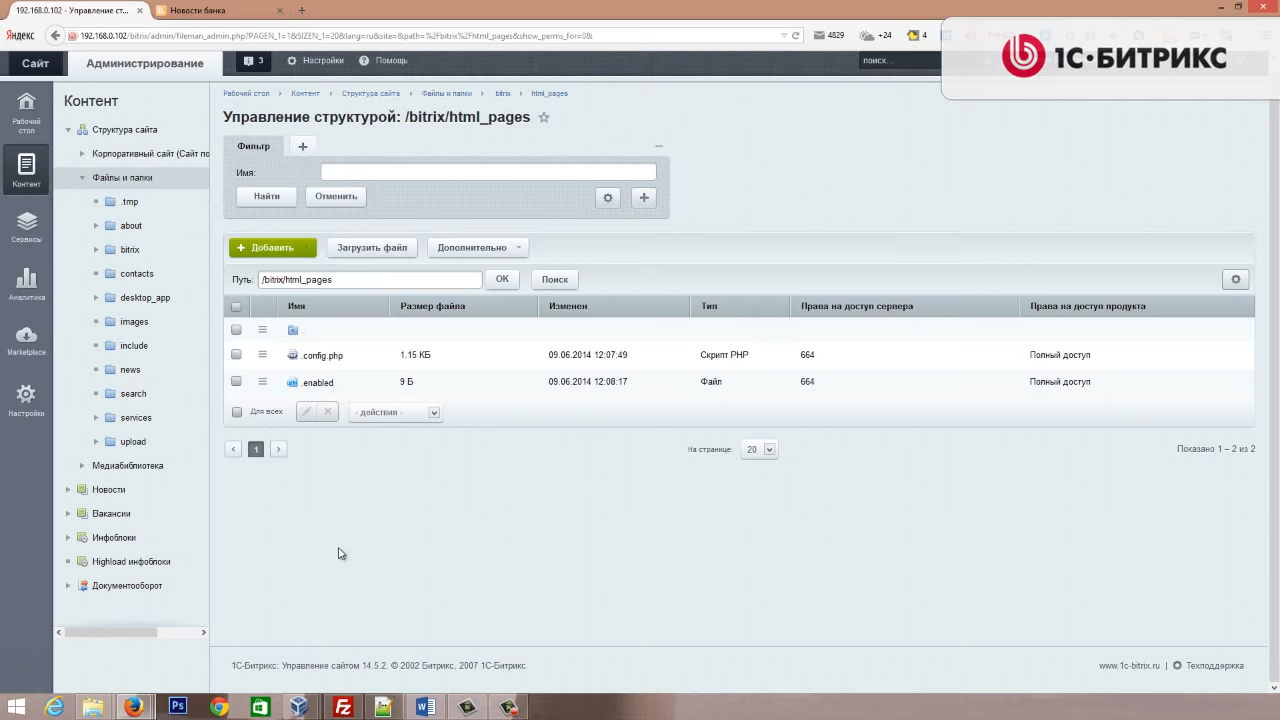 192.168.0.102 - Управление ст...
Новости банка
Яндекс
192.168.0.102/bitrix/admin/fileman_admin.php?PAGEN_1=1&SIZEN_1=20&lang=ru&site=&path=%2Fbitrix%2Fhtml_pages&show_perms_for=0&
4829
+24
4
1С·БИТРИКС
Сайт
Администрирование
3
Настройки
Помощь
поиск...
Рабочий стол
Контент
Сервисы
Аналитика
Marketplace
Настройки
Контент
Структура сайта
Корпоративный сайт (Сайт по
Файлы и папки
.tmp
about
bitrix
contacts
desktop_app
images
include
news
search
services
upload
Медиабиблиотека
Новости
Вакансии
Инфоблоки
Highload инфоблоки
Документооборот
Рабочий стол Контент Структура сайта Файлы и папки bitrix html_pages
Управление структурой: /bitrix/html_pages
Фильтр
Имя:
Найти Отменить
Добавить Загрузить файл Дополнительно
Путь: /bitrix/html_pages OK Поиск
Имя Размер файла Изменен Тип Права на доступ сервера Права на доступ продукта
..
.config.php 1.15 КБ 09.06.2014 12:07:49 Скрипт PHP 664 Полный доступ
.enabled 9 Б 09.06.2014 12:08:17 Файл 664 Полный доступ
Для всех - действия -
1 На странице: 20 Показано 1 – 2 из 2
1С-Битрикс: Управление сайтом 14.5.2. © 2002 Битрикс, 2007 1С-Битрикс
www.1c-bitrix.ru Техподдержка